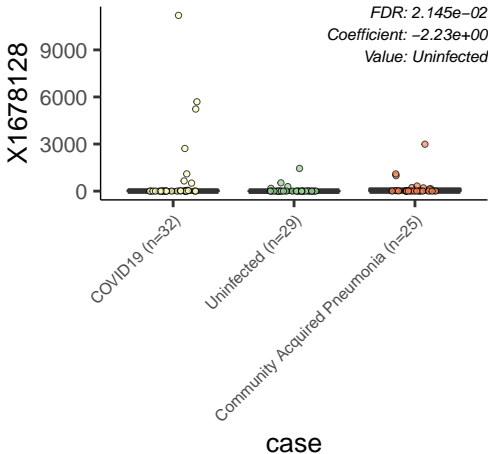 FDR: 2.145e−02
Coefficient: −2.23e+00
Value: Uninfected
X1678128
9000
6000
3000
0
COVID19 (n=32)
Uninfected (n=29)
Community Acquired Pneumonia (n=25)
case